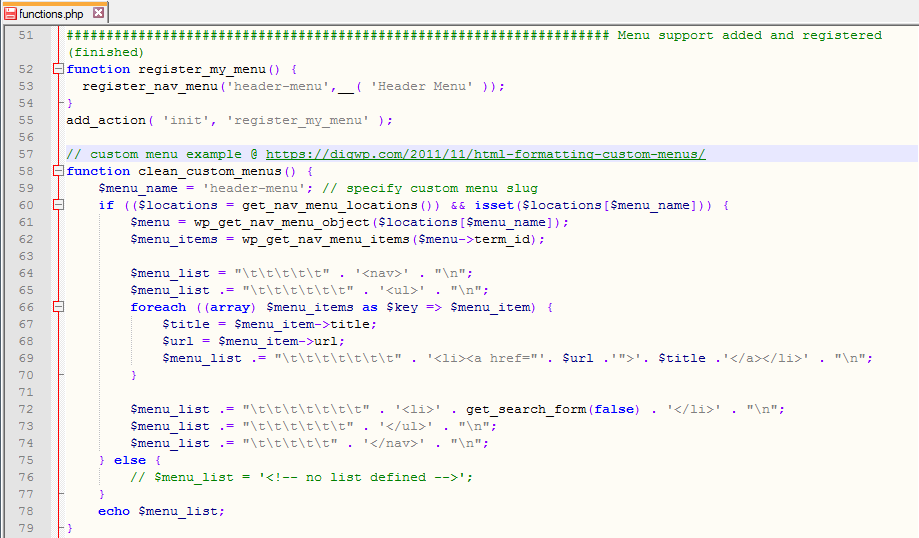 functions.php
51 #################################################################### Menu support added and registered
(finished)
52 function register_my_menu() {
53   register_nav_menu('header-menu',__( 'Header Menu' ));
54 }
55 add_action( 'init', 'register_my_menu' );
56
57 // custom menu example @ https://digwp.com/2011/11/html-formatting-custom-menus/
58 function clean_custom_menus() {
59     $menu_name = 'header-menu'; // specify custom menu slug
60     if (($locations = get_nav_menu_locations()) && isset($locations[$menu_name])) {
61         $menu = wp_get_nav_menu_object($locations[$menu_name]);
62         $menu_items = wp_get_nav_menu_items($menu->term_id);
63
64         $menu_list = "\t\t\t\t\t" . '<nav>' . "\n";
65         $menu_list .= "\t\t\t\t\t\t" . '<ul>' . "\n";
66         foreach ((array) $menu_items as $key => $menu_item) {
67             $title = $menu_item->title;
68             $url = $menu_item->url;
69             $menu_list .= "\t\t\t\t\t\t\t" . '<li><a href="'. $url .'">'. $title .'</a></li>' . "\n";
70         }
71
72         $menu_list .= "\t\t\t\t\t\t\t" . '<li>' . get_search_form(false) . '</li>' . "\n";
73         $menu_list .= "\t\t\t\t\t\t" . '</ul>' . "\n";
74         $menu_list .= "\t\t\t\t\t" . '</nav>' . "\n";
75     } else {
76         // $menu_list = '<!-- no list defined -->';
77     }
78     echo $menu_list;
79 }